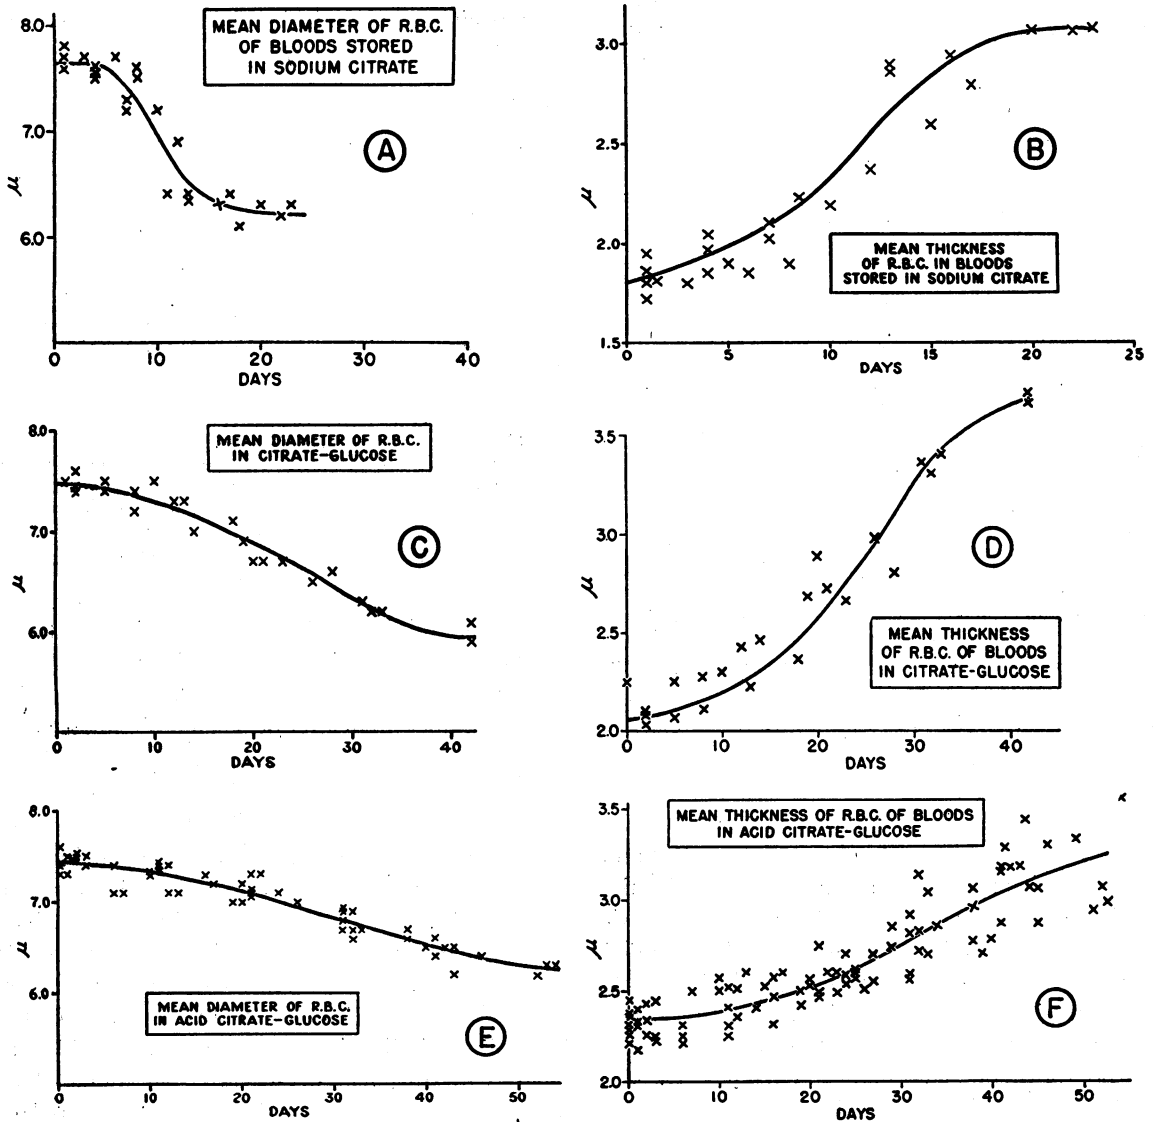 MEAN DIAMETER OF R.B.C.
OF BLOODS STORED
IN SODIUM CITRATE
A
8.0
7.0
6.0
μ
0
10
20
30
40
DAYS
MEAN THICKNESS
OF R.B.C. IN BLOODS
STORED IN SODIUM CITRATE
B
3.0
2.5
2.0
1.5
μ
0
5
10
15
20
25
DAYS
MEAN DIAMETER OF R.B.C.
IN CITRATE-GLUCOSE
C
8.0
7.0
6.0
μ
0
10
20
30
40
DAYS
MEAN THICKNESS
OF R.B.C. OF BLOODS
IN CITRATE-GLUCOSE
D
3.5
3.0
2.5
2.0
μ
0
10
20
30
40
DAYS
MEAN DIAMETER OF R.B.C.
IN ACID CITRATE-GLUCOSE
E
8.0
7.0
6.0
μ
0
10
20
30
40
50
DAYS
MEAN THICKNESS OF R.B.C. OF BLOODS
IN ACID CITRATE-GLUCOSE
F
3.5
3.0
2.5
2.0
μ
0
10
20
30
40
50
DAYS